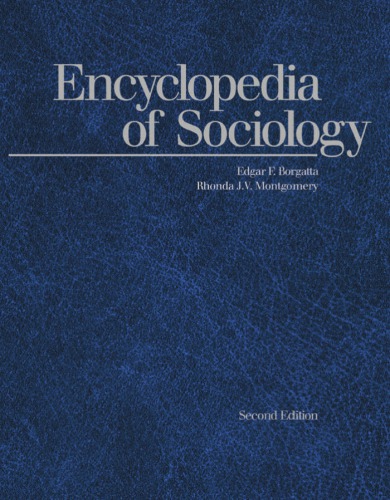 Encyclopedia
of Sociology
Edgar F. Borgatta
Rhonda J.V. Montgomery
Second Edition